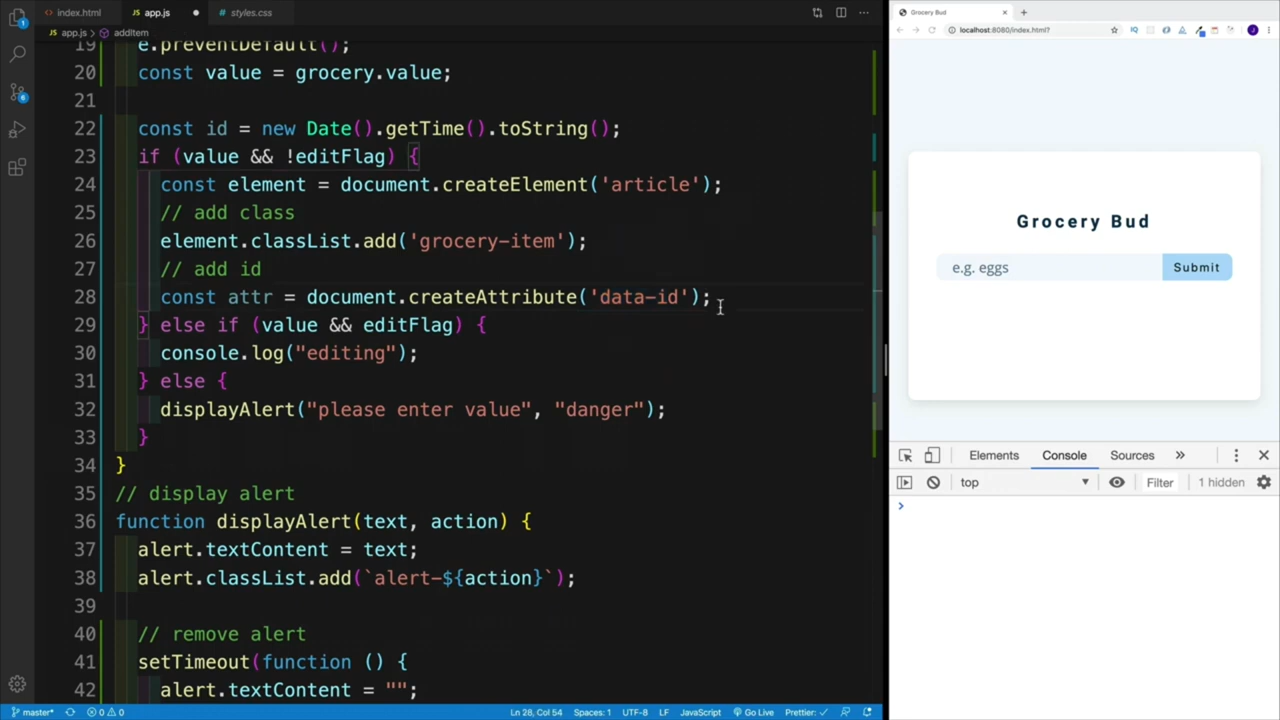 index.html
app.js
styles.css
app.js > addItem
19 e.preventDefault();
20 const value = grocery.value;
21
22 const id = new Date().getTime().toString();
23 if (value && !editFlag) {
24 const element = document.createElement('article');
25 // add class
26 element.classList.add('grocery-item');
27 // add id
28 const attr = document.createAttribute('data-id');
29 } else if (value && editFlag) {
30 console.log("editing");
31 } else {
32 displayAlert("please enter value", "danger");
33 }
34 }
35 // display alert
36 function displayAlert(text, action) {
37 alert.textContent = text;
38 alert.classList.add(`alert-${action}`);
39
40 // remove alert
41 setTimeout(function () {
42 alert.textContent = "";
1
6
master*
0 0
Ln 28, Col 54
Spaces: 1
UTF-8
LF
JavaScript
Go Live
Prettier: ✓
Grocery Bud
localhost:8080/index.html?
J
Grocery Bud
e.g. eggs
Submit
Elements
Console
Sources
»
top
Filter
1 hidden